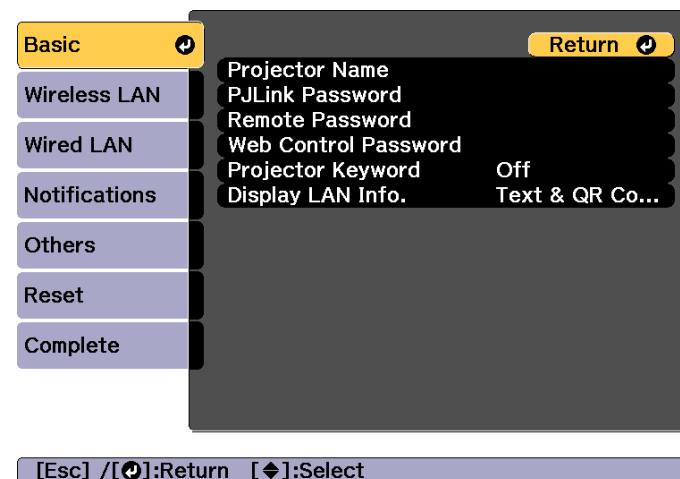 Basic
Return
Projector Name
PJLink Password
Wireless LAN
Remote Password
Web Control Password
Wired LAN
Projector Keyword Off
Display LAN Info. Text & QR Co...
Notifications
Others
Reset
Complete
[Esc] /[]:Return []:Select